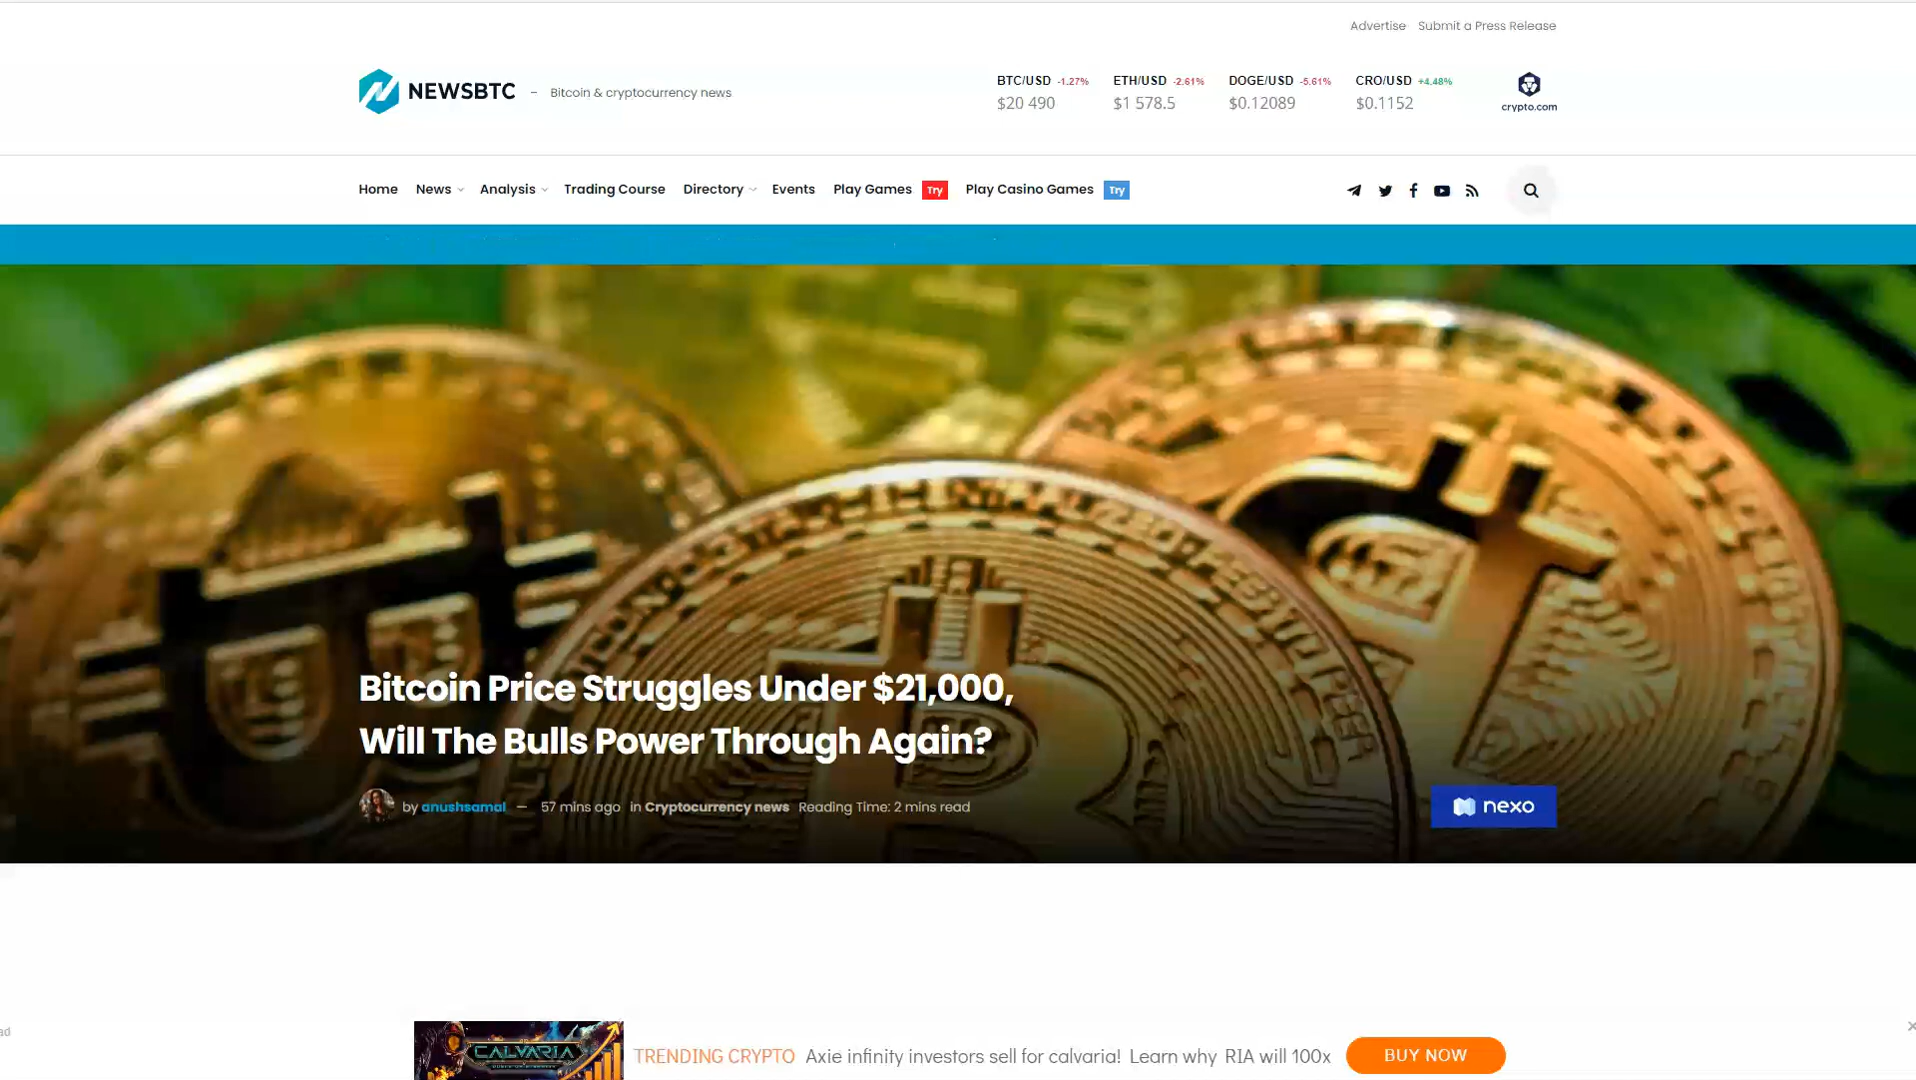 Advertise Submit a Press Release
NEWSBTC – Bitcoin & cryptocurrency news
BTC/USD -1.27% ETH/USD -2.61% DOGE/USD -5.61% CRO/USD +4.48%
$20 490 $1 578.5 $0.12089 $0.1152 crypto.com
Home News Analysis Trading Course Directory Events Play Games Try Play Casino Games Try
Bitcoin Price Struggles Under $21,000,
Will The Bulls Power Through Again?
by anushsamal — 57 mins ago in Cryptocurrency news Reading Time: 2 mins read
nexo
CALVARIA
TRENDING CRYPTO Axie infinity investors sell for calvaria! Learn why RIA will 100x BUY NOW